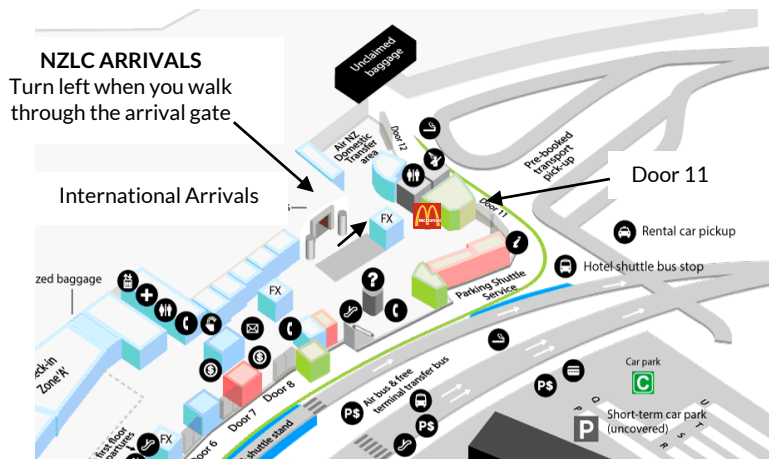 NZLC ARRIVALS
Turn left when you walk
through the arrival gate
Unclaimed
baggage
Door 12
Air NZ
Domestic
Transfer
area
Pre-booked
transport
pick-up
Door 11
International Arrivals
Door 11
s
FX
McDonald's
Rental car pickup
Hotel shuttle bus stop
zed baggage
FX
?
i
Parking Shuttle
Service
$
$
eck-in
Zone 'A'
Door 8
Door 7
Door 6
Air bus & free
terminal transfer bus
P$
P$
P$
Car park
C
P
Short-term car park
(uncovered)
Q
P
U
T
S
R
first floor
partures
FX
shuttle stand